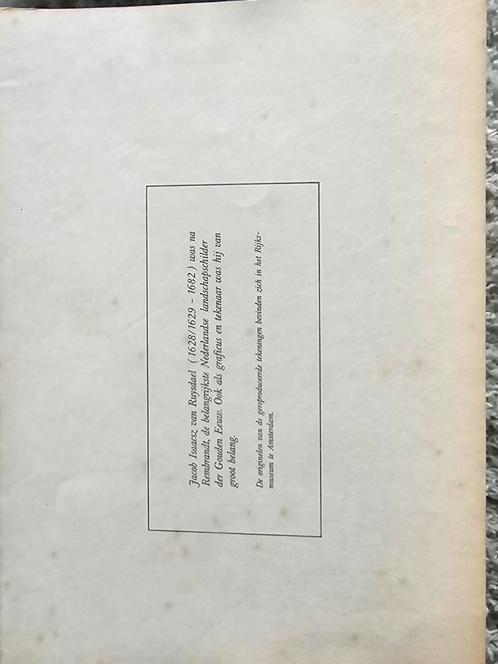 Jacob Isaacsz van Ruysdael (1628/1629 - 1682) was na
Rembrandt, de belangrijkste Nederlandse landschapschilder
der Gouden Eeuw. Ook als graficus en tekenaar was hij van
groot belang.
De originelen van de gereproduceerde tekeningen bevinden zich in het Rijks-
museum te Amsterdam.